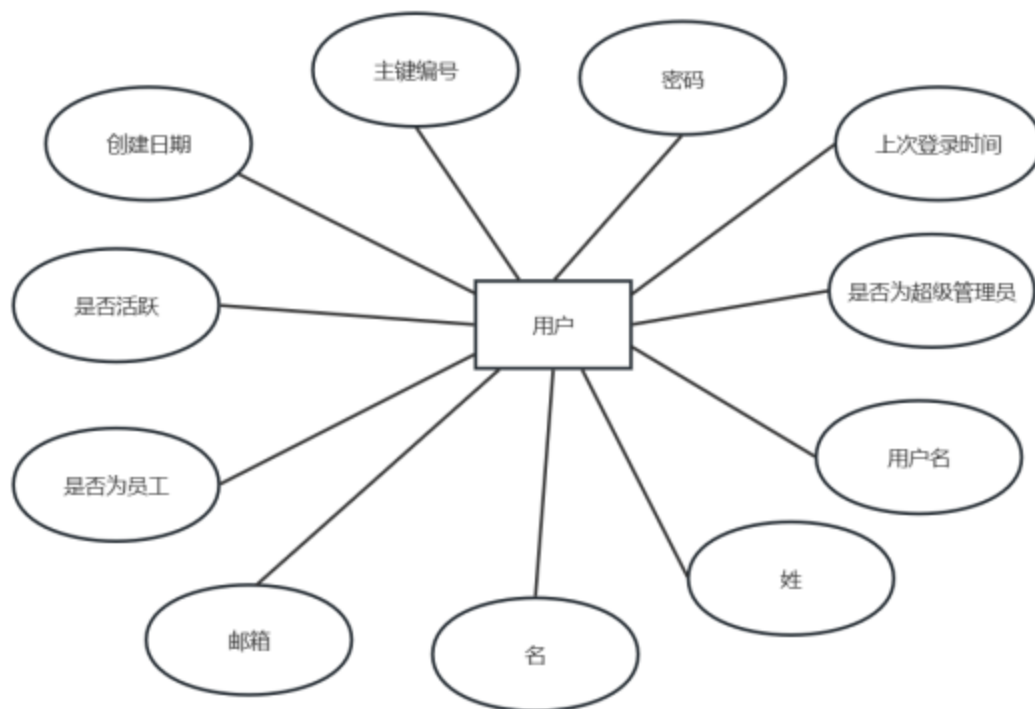 主键编号
密码
创建日期
上次登录时间
是否活跃
是否为超级管理员
用户
用户名
是否为员工
姓
邮箱
名